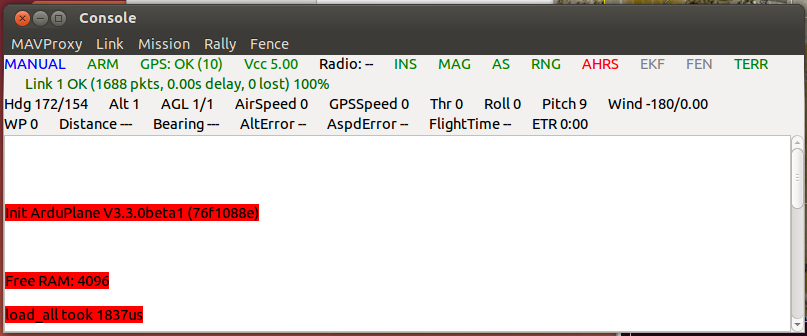 Console
MAVProxy Link Mission Rally Fence
MANUAL ARM GPS: OK (10) Vcc 5.00 Radio: -- INS MAG AS RNG AHRS EKF FEN TERR
Link 1 OK (1688 pkts, 0.00s delay, 0 lost) 100%
Hdg 172/154 Alt 1 AGL 1/1 AirSpeed 0 GPSSpeed 0 Thr 0 Roll 0 Pitch 9 Wind -180/0.00
WP 0 Distance --- Bearing --- AltError -- AspdError -- FlightTime -- ETR 0:00
Init ArduPlane V3.3.0beta1 (76f1088e)
Free RAM: 4096
load_all took 1837us